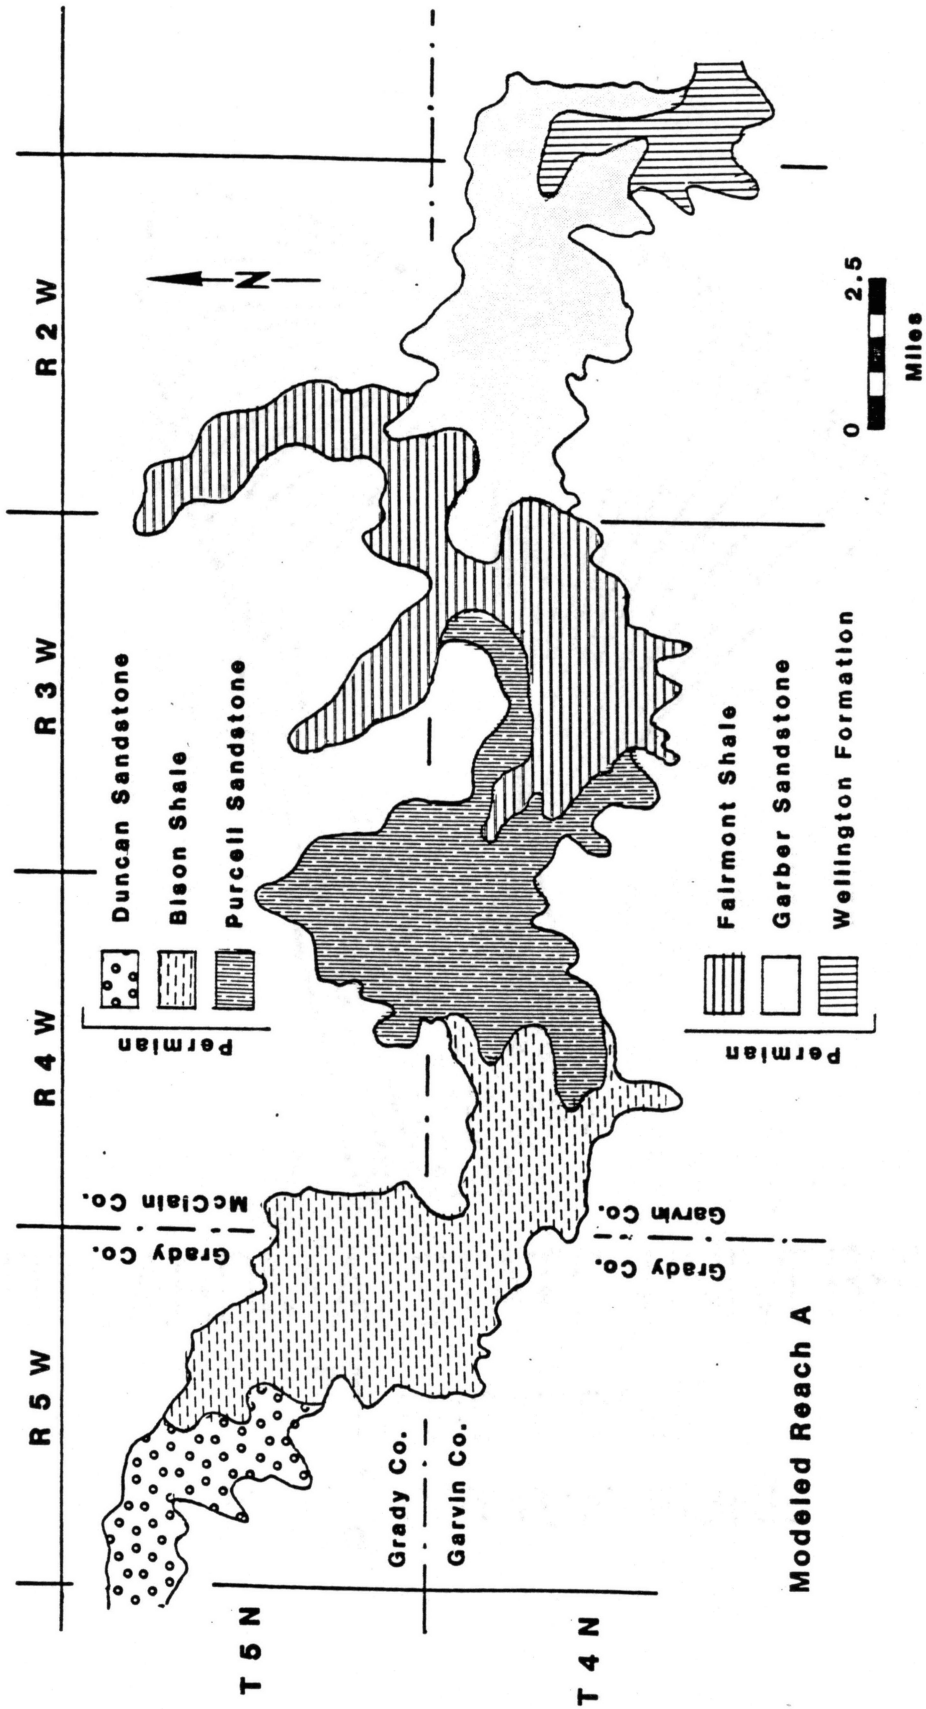 R 5 W
R 4 W
R 3 W
R 2 W
T 5 N
T 4 N
Permian
Duncan Sandstone
Bison Shale
Purcell Sandstone
N
Grady Co.
McClain Co.
Grady Co.
Garvin Co.
Grady Co.
Garvin Co.
Permian
Fairmont Shale
Garber Sandstone
Wellington Formation
0 2.5
Miles
Modeled Reach A